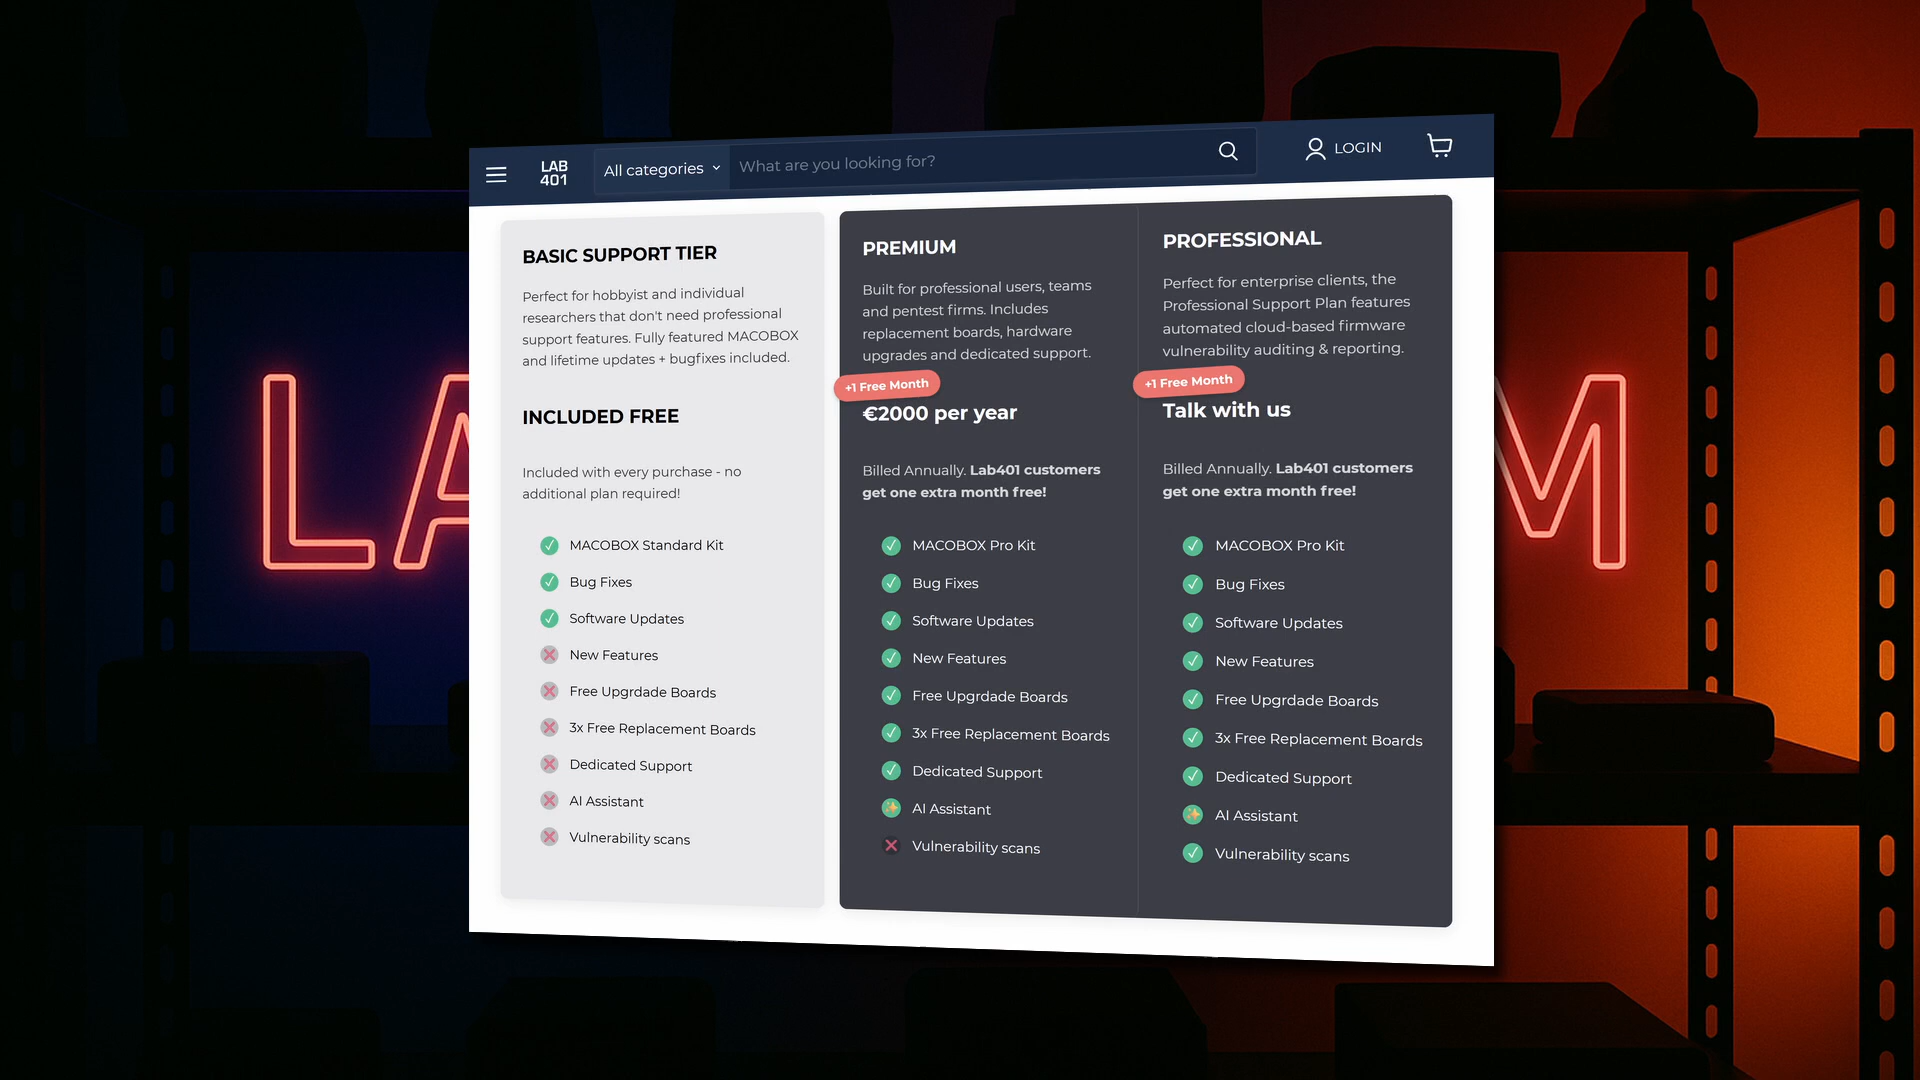 LAB
401
All categories
What are you looking for?
LOGIN
BASIC SUPPORT TIER
Perfect for hobbyist and individual
researchers that don't need professional
support features. Fully featured MACOBOX
and lifetime updates + bugfixes included.
INCLUDED FREE
Included with every purchase - no
additional plan required!
MACOBOX Standard Kit
Bug Fixes
Software Updates
New Features
Free Upgrdade Boards
3x Free Replacement Boards
Dedicated Support
AI Assistant
Vulnerability scans
PREMIUM
Built for professional users, teams
and pentest firms. Includes
replacement boards, hardware
upgrades and dedicated support.
+1 Free Month
€2000 per year
Billed Annually. Lab401 customers
get one extra month free!
MACOBOX Pro Kit
Bug Fixes
Software Updates
New Features
Free Upgrdade Boards
3x Free Replacement Boards
Dedicated Support
AI Assistant
Vulnerability scans
PROFESSIONAL
Perfect for enterprise clients, the
Professional Support Plan features
automated cloud-based firmware
vulnerability auditing & reporting.
+1 Free Month
Talk with us
Billed Annually. Lab401 customers
get one extra month free!
MACOBOX Pro Kit
Bug Fixes
Software Updates
New Features
Free Upgrdade Boards
3x Free Replacement Boards
Dedicated Support
AI Assistant
Vulnerability scans